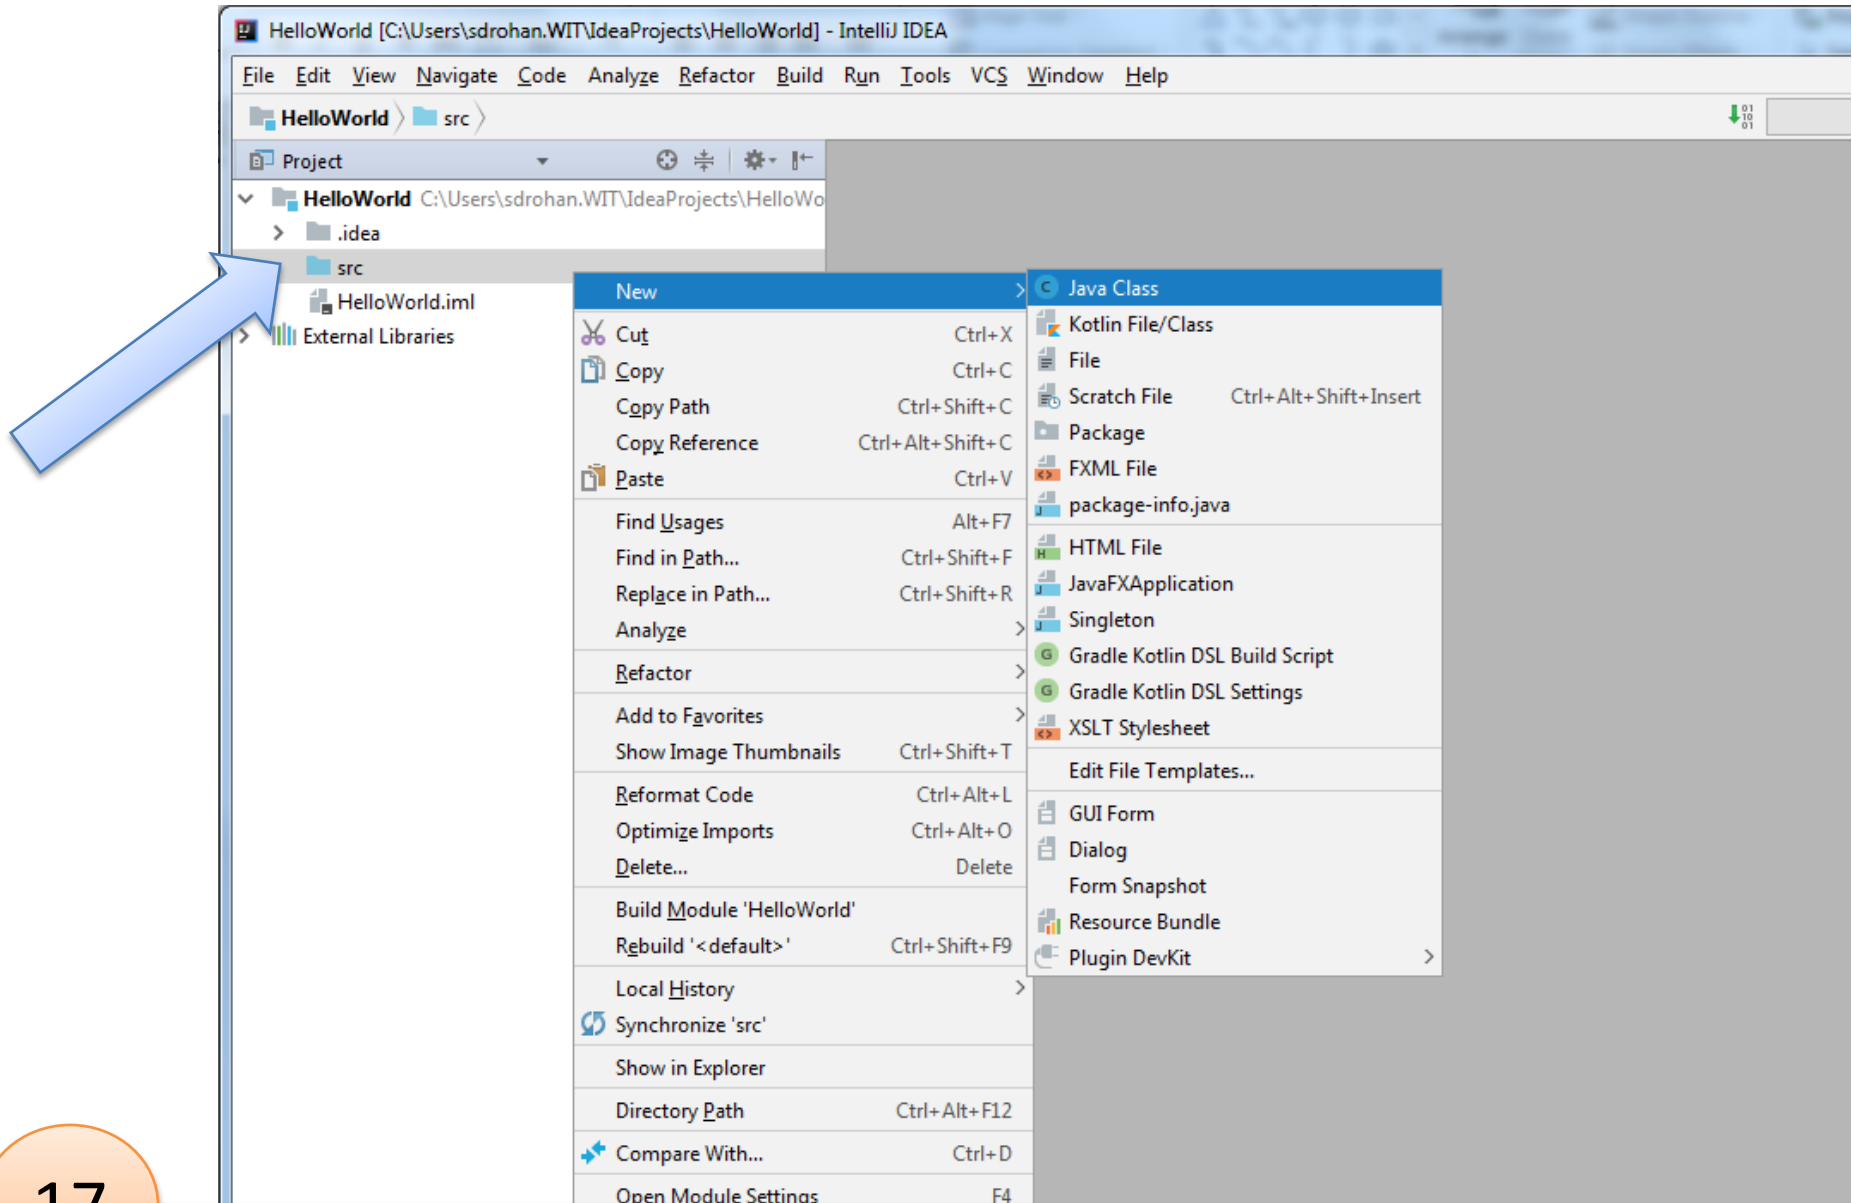 HelloWorld [C:\Users\sdrohan.WIT\IdeaProjects\HelloWorld] - IntelliJ IDEA
File Edit View Navigate Code Analyze Refactor Build Run Tools VCS Window Help
HelloWorld src
Project
HelloWorld C:\Users\sdrohan.WIT\IdeaProjects\HelloWo
.idea
src
HelloWorld.iml
External Libraries
New
Cut Ctrl+X
Copy Ctrl+C
Copy Path Ctrl+Shift+C
Copy Reference Ctrl+Alt+Shift+C
Paste Ctrl+V
Find Usages Alt+F7
Find in Path... Ctrl+Shift+F
Replace in Path... Ctrl+Shift+R
Analyze
Refactor
Add to Favorites
Show Image Thumbnails Ctrl+Shift+T
Reformat Code Ctrl+Alt+L
Optimize Imports Ctrl+Alt+O
Delete... Delete
Build Module 'HelloWorld'
Rebuild '<default>' Ctrl+Shift+F9
Local History
Synchronize 'src'
Show in Explorer
Directory Path Ctrl+Alt+F12
Compare With... Ctrl+D
Open Module Settings F4
Java Class
Kotlin File/Class
File
Scratch File Ctrl+Alt+Shift+Insert
Package
FXML File
package-info.java
HTML File
JavaFXApplication
Singleton
Gradle Kotlin DSL Build Script
Gradle Kotlin DSL Settings
XSLT Stylesheet
Edit File Templates...
GUI Form
Dialog
Form Snapshot
Resource Bundle
Plugin DevKit
17